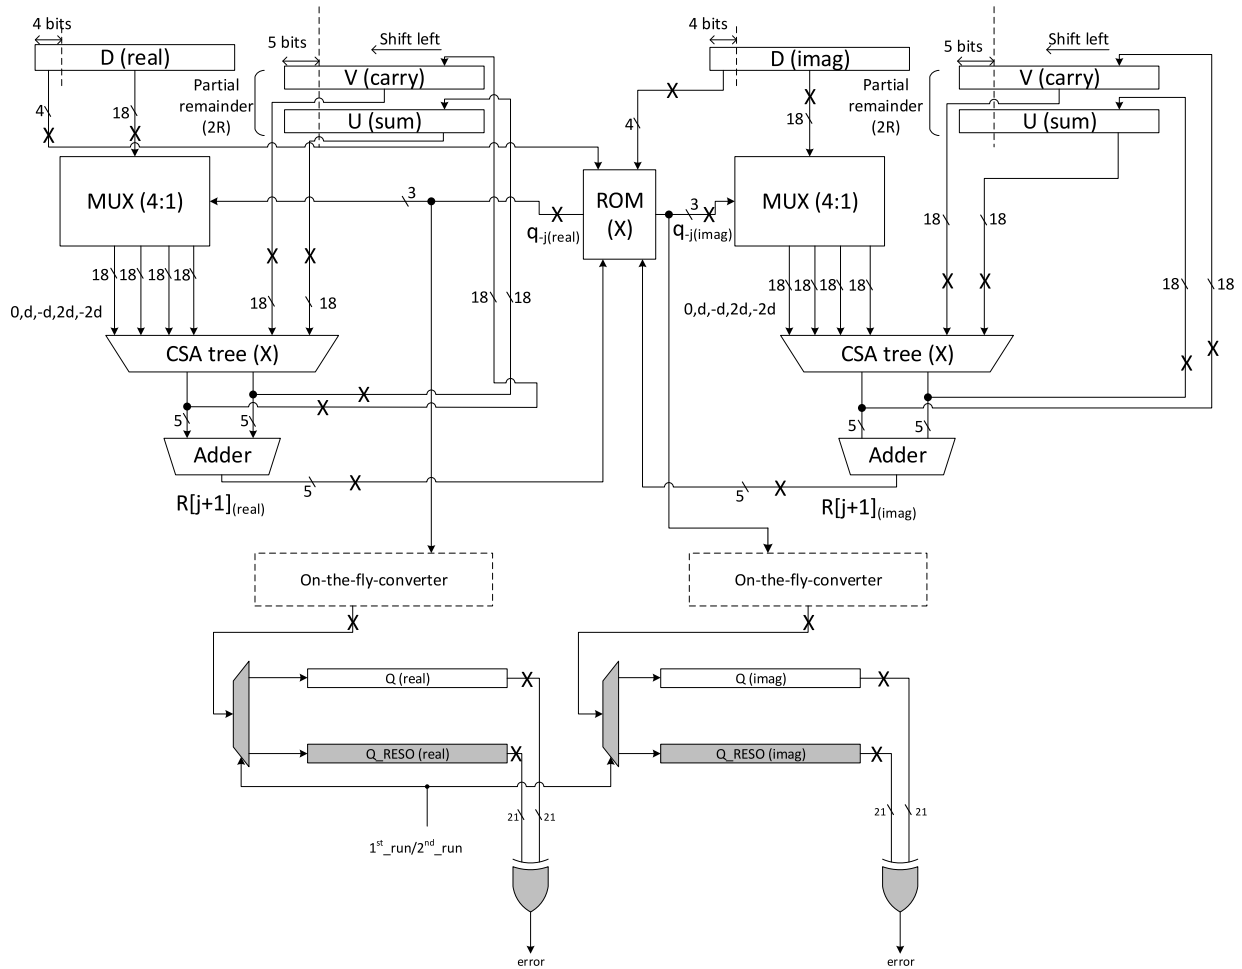 4 bits
D (real)
5 bits
Shift left
V (carry)
Partial
remainder
(2R)
U (sum)
4
X
18
X
MUX (4:1)
3
X
q-j(real)
ROM
(X)
4 bits
D (imag)
5 bits
Shift left
V (carry)
Partial
remainder
(2R)
U (sum)
X
4
X
18
3
X
q-j(imag)
MUX (4:1)
18
18
18
18
X
X
18
18
18
18
0,d,-d,2d,-2d
CSA tree (X)
X
X
5
5
Adder
5
X
R[j+1](real)
18
18
18
18
18
18
X
X
18
18
X
X
0,d,-d,2d,-2d
CSA tree (X)
5
5
Adder
5
X
R[j+1](imag)
On-the-fly-converter
X
On-the-fly-converter
X
Q (real)
X
Q_RESO (real)
X
Q (imag)
X
Q_RESO (imag)
X
1st_run/2nd_run
21
21
21
21
error
error